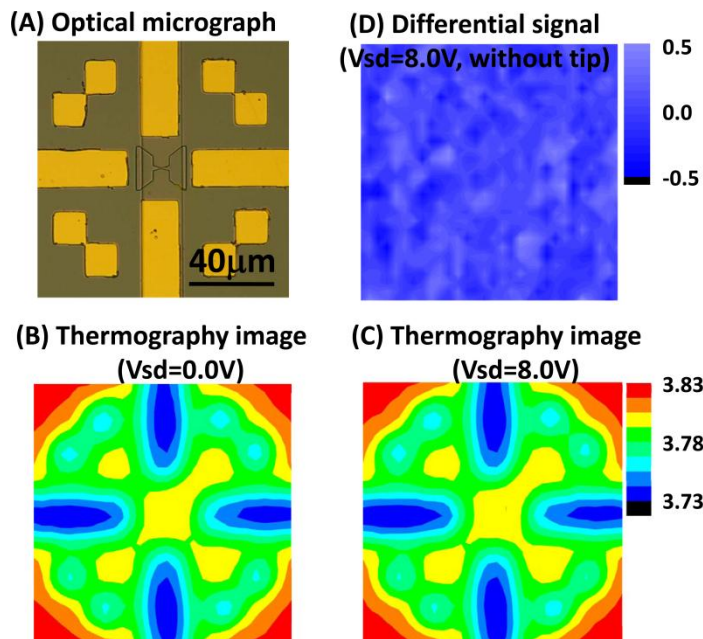 (A) Optical micrograph
40μm
(D) Differential signal
(Vsd=8.0V, without tip)
0.5
0.0
-0.5
(B) Thermography image
(Vsd=0.0V)
(C) Thermography image
(Vsd=8.0V)
3.83
3.78
3.73